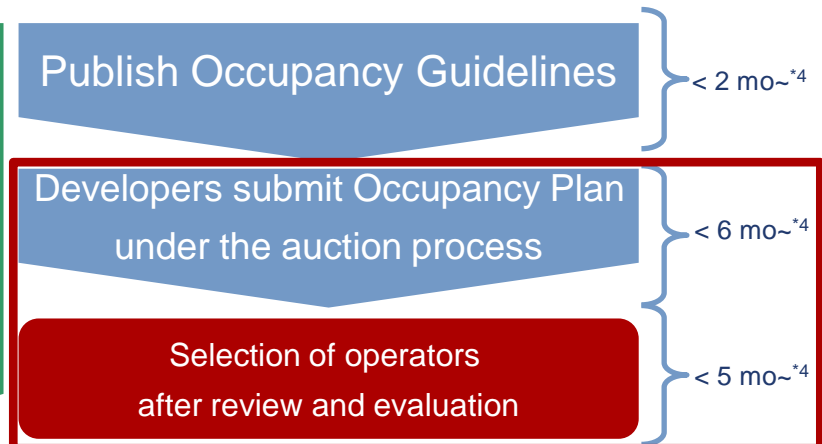 Publish Occupancy Guidelines
< 2 mo~*4
Developers submit Occupancy Plan
under the auction process
< 6 mo~*4
Selection of operators
after review and evaluation
< 5 mo~*4